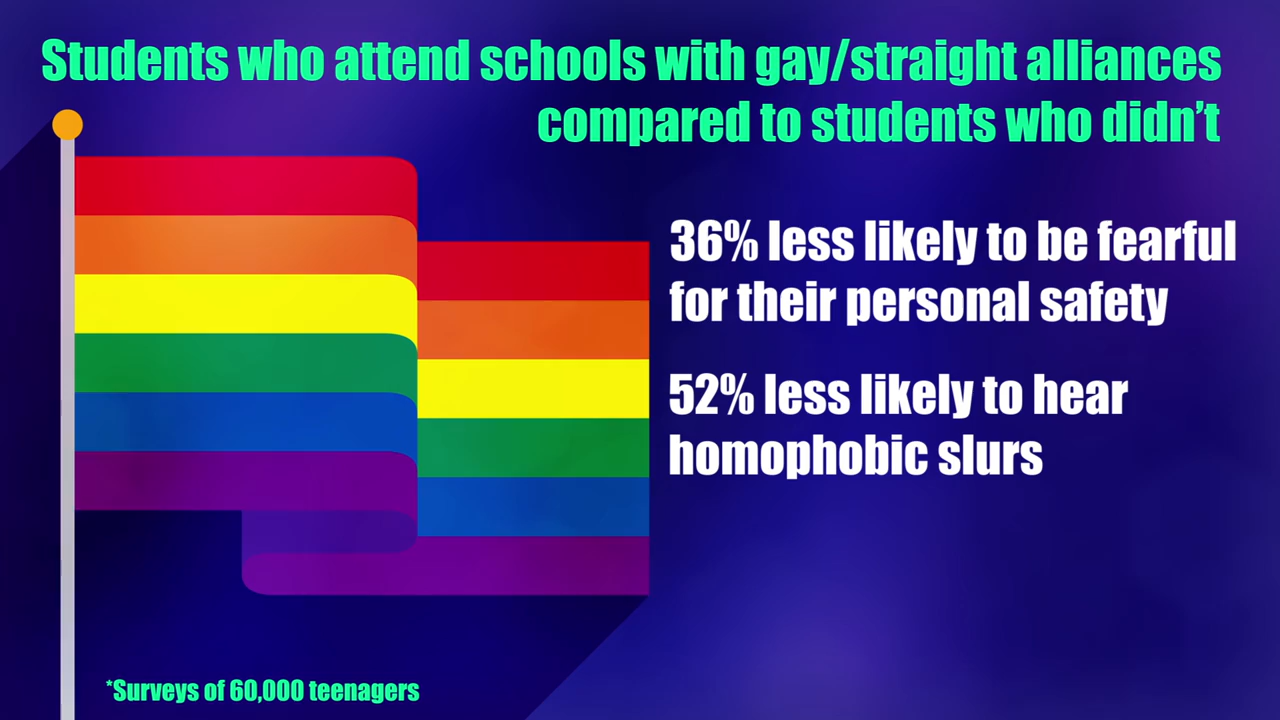 Students who attend schools with gay/straight alliances
compared to students who didn’t
36% less likely to be fearful
for their personal safety
52% less likely to hear
homophobic slurs
*Surveys of 60,000 teenagers